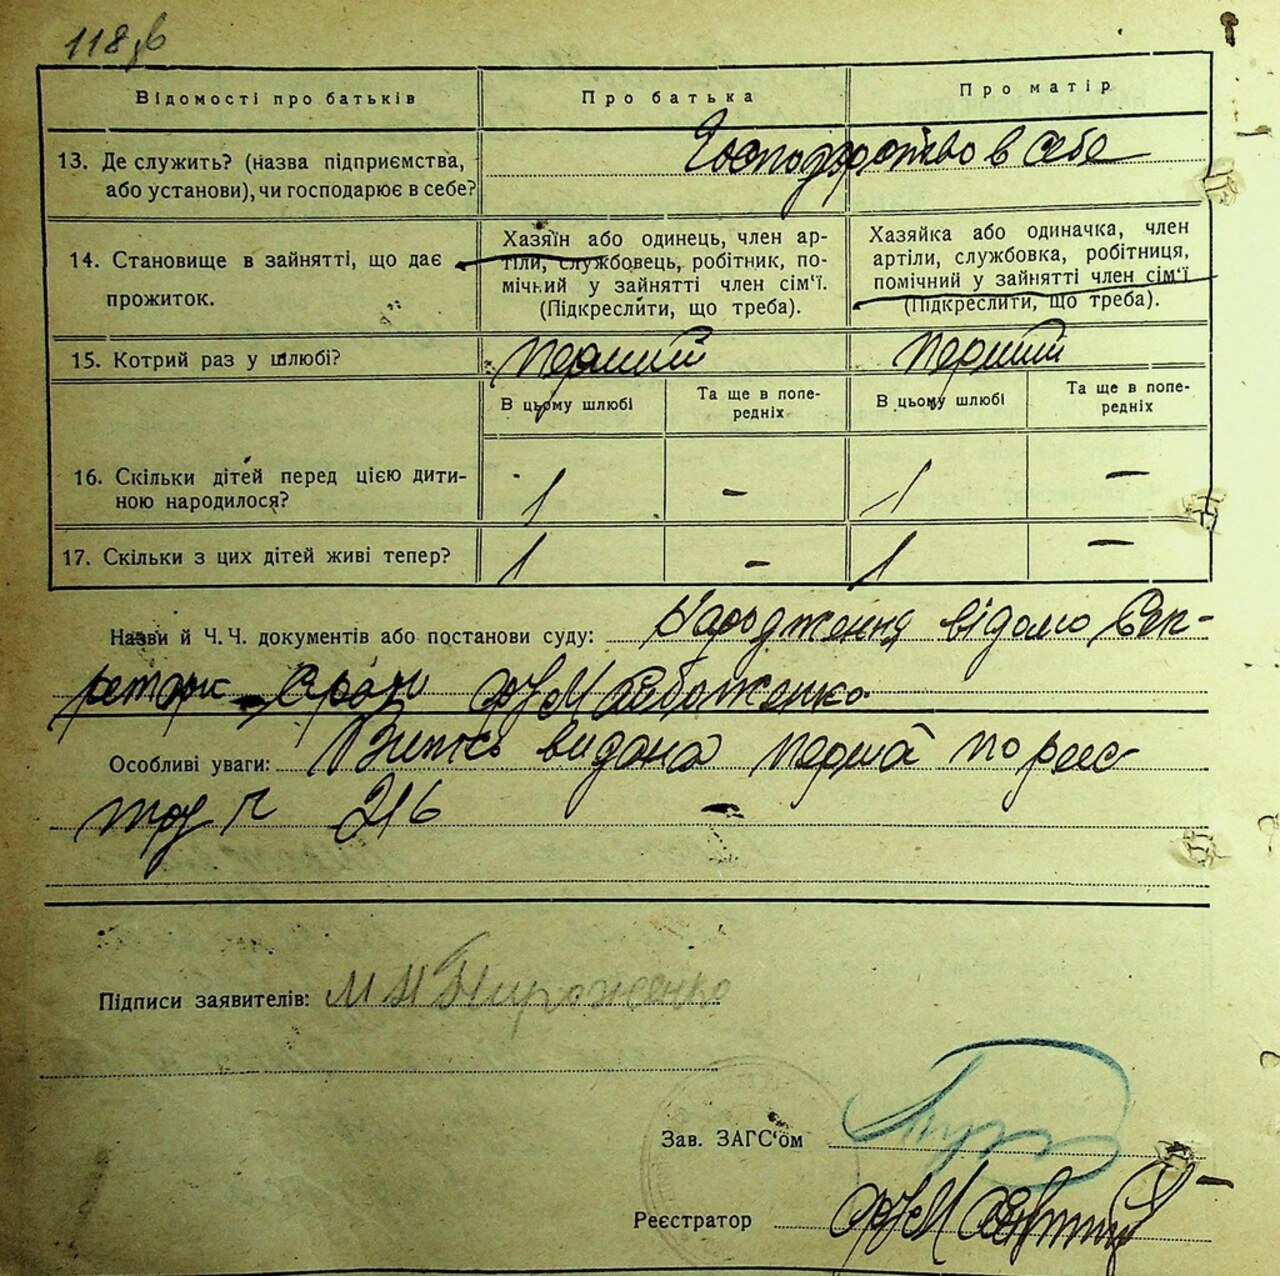 118 зв
Відомості про батьків
Про батька
Про матір
13. Де служить? (назва підприємства,
або установи), чи господарює в себе?
Господарство в себе
14. Становище в зайнятті, що дає
прожиток.
Хазяїн або одинець, член ар-
тіли, службовець, робітник, по-
мічний у зайнятті член сім'ї.
(Підкреслити, що треба).
Хазяйка або одиначка, член
артіли, службовка, робітниця,
помічний у зайнятті член сім'ї
(Підкреслити, що треба).
15. Котрий раз у шлюбі?
перший
перший
В цьому шлюбі
Та ще в попе-
редніх
В цьому шлюбі
Та ще в попе-
редніх
16. Скільки дітей перед цією дити-
ною народилося?
1 - 1 -
17. Скільки з цих дітей живі тепер?
1 - 1 -
Назви й Ч.Ч. документів або постанови суду: Народження відомо Сек-
ретарю С/ради
Особливі уваги: Випись видана перша по реєс
тру г 216
Підписи заявителів: М Н
Зав. ЗАГС'ом
Реєстратор